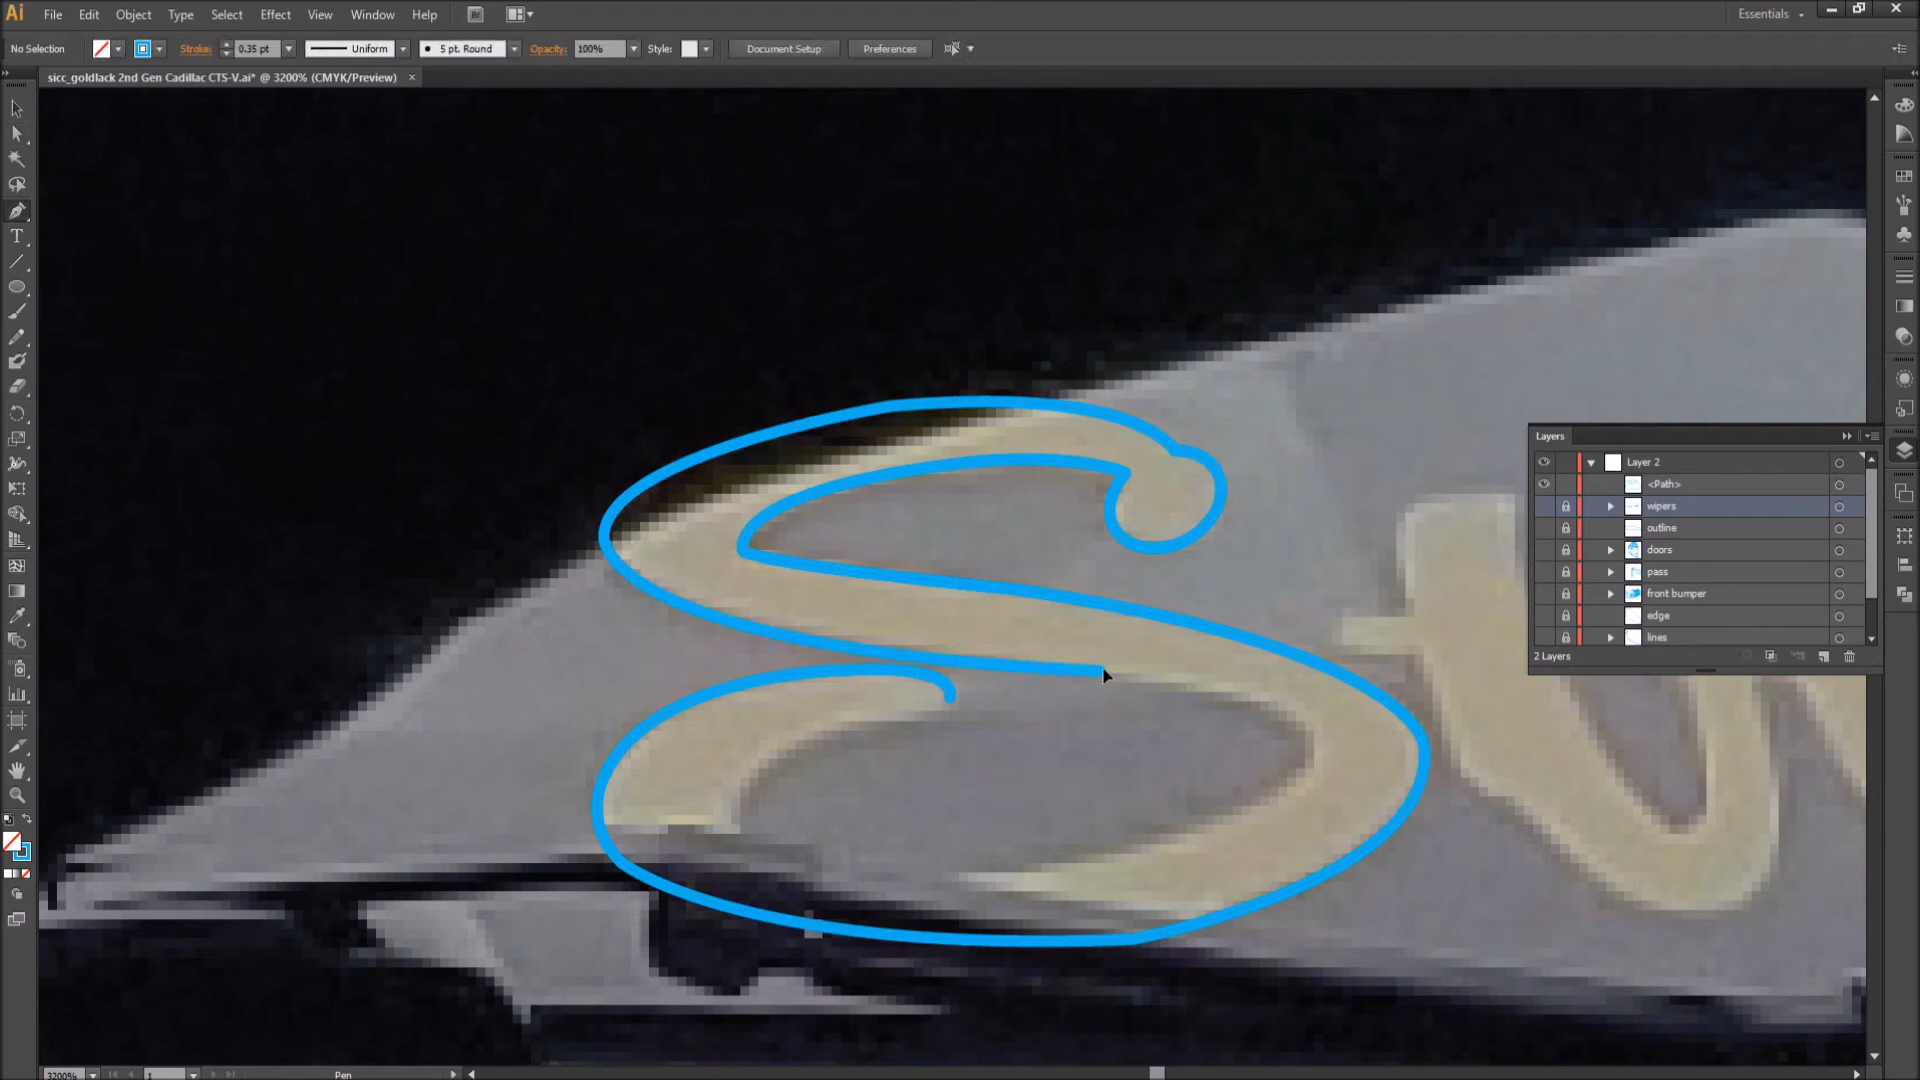 Ai File Edit Object Type Select Effect View Window Help Br Essentials
No Selection Stroke: 0.35 pt Uniform 5 pt. Round Opacity: 100% Style: Document Setup Preferences
sicc_goldlack 2nd Gen Cadillac CTS-V.ai* @ 3200% (CMYK/Preview) ×
T
Layers
Layer 2
<Path>
wipers
outline
doors
pass
front bumper
edge
lines
2 Layers
3200% 1 Pen